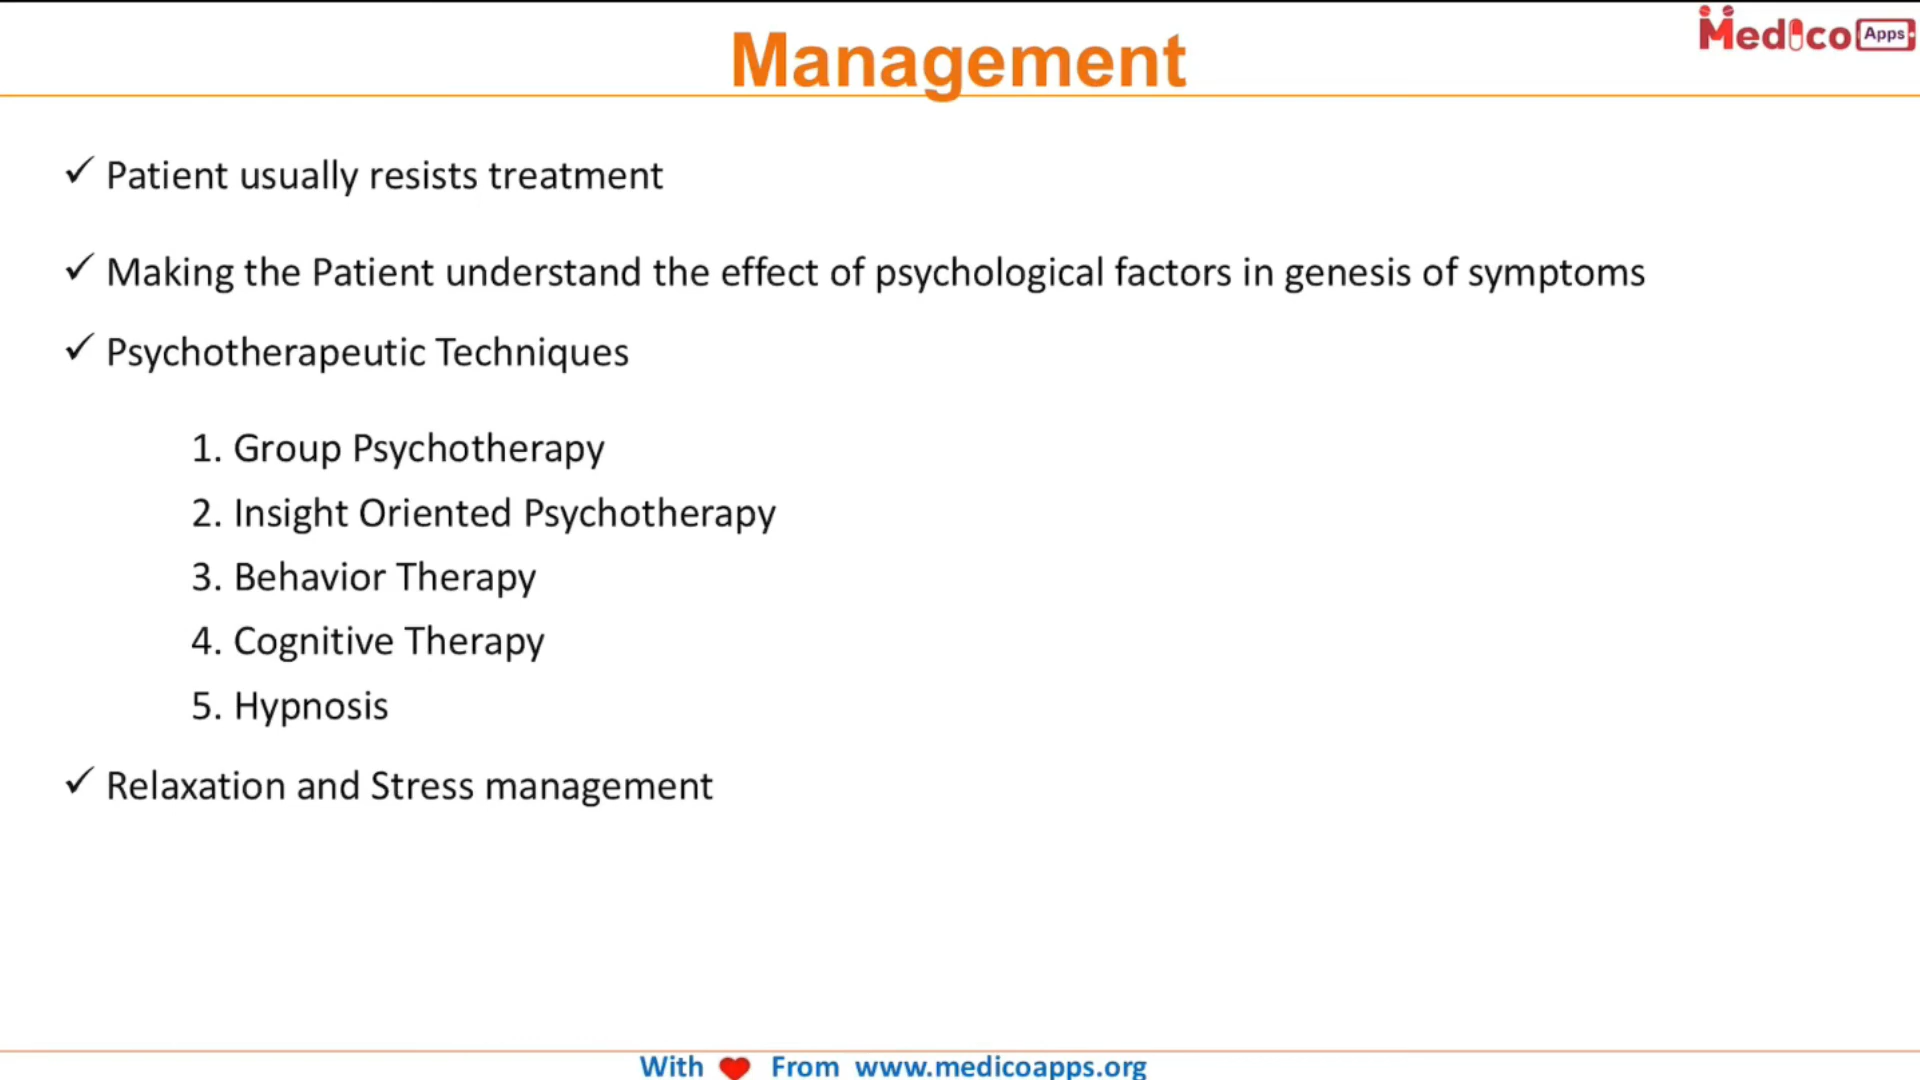 Management
Medico Apps
✓ Patient usually resists treatment
✓ Making the Patient understand the effect of psychological factors in genesis of symptoms
✓ Psychotherapeutic Techniques
1. Group Psychotherapy
2. Insight Oriented Psychotherapy
3. Behavior Therapy
4. Cognitive Therapy
5. Hypnosis
✓ Relaxation and Stress management
With ❤ From www.medicoapps.org